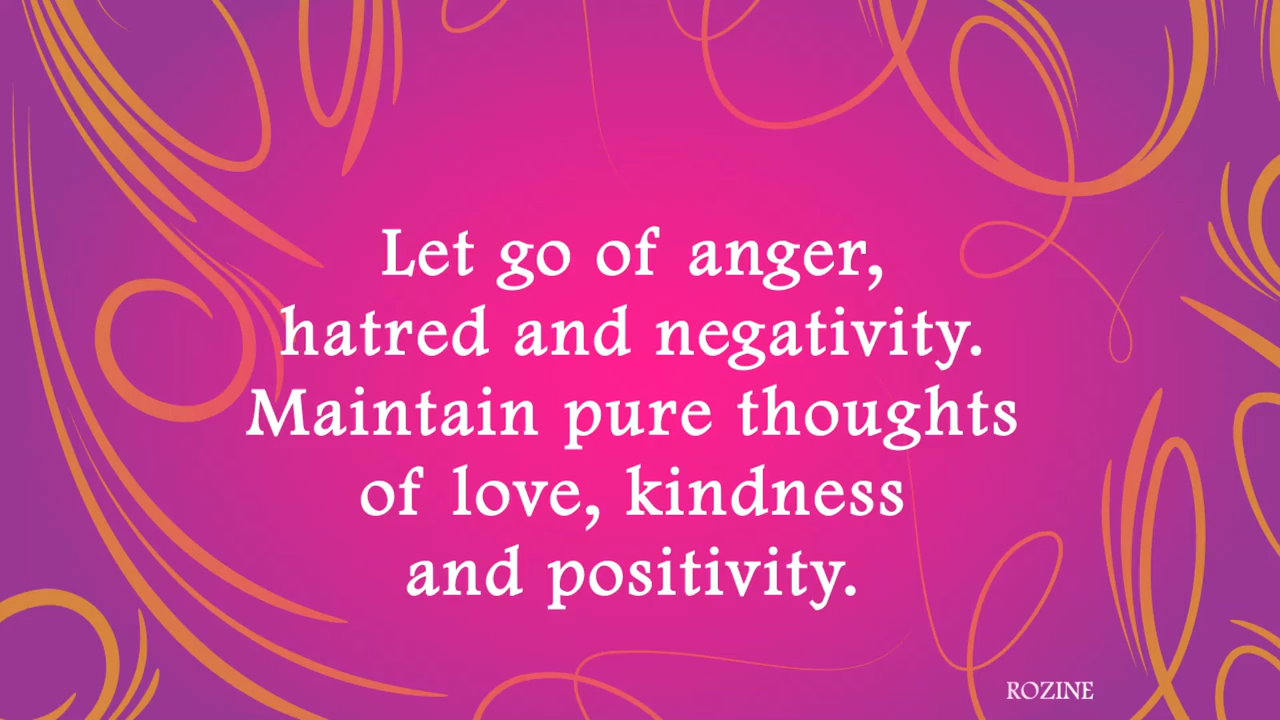 Let go of anger,
hatred and negativity.
Maintain pure thoughts
of love, kindness
and positivity.
ROZINE